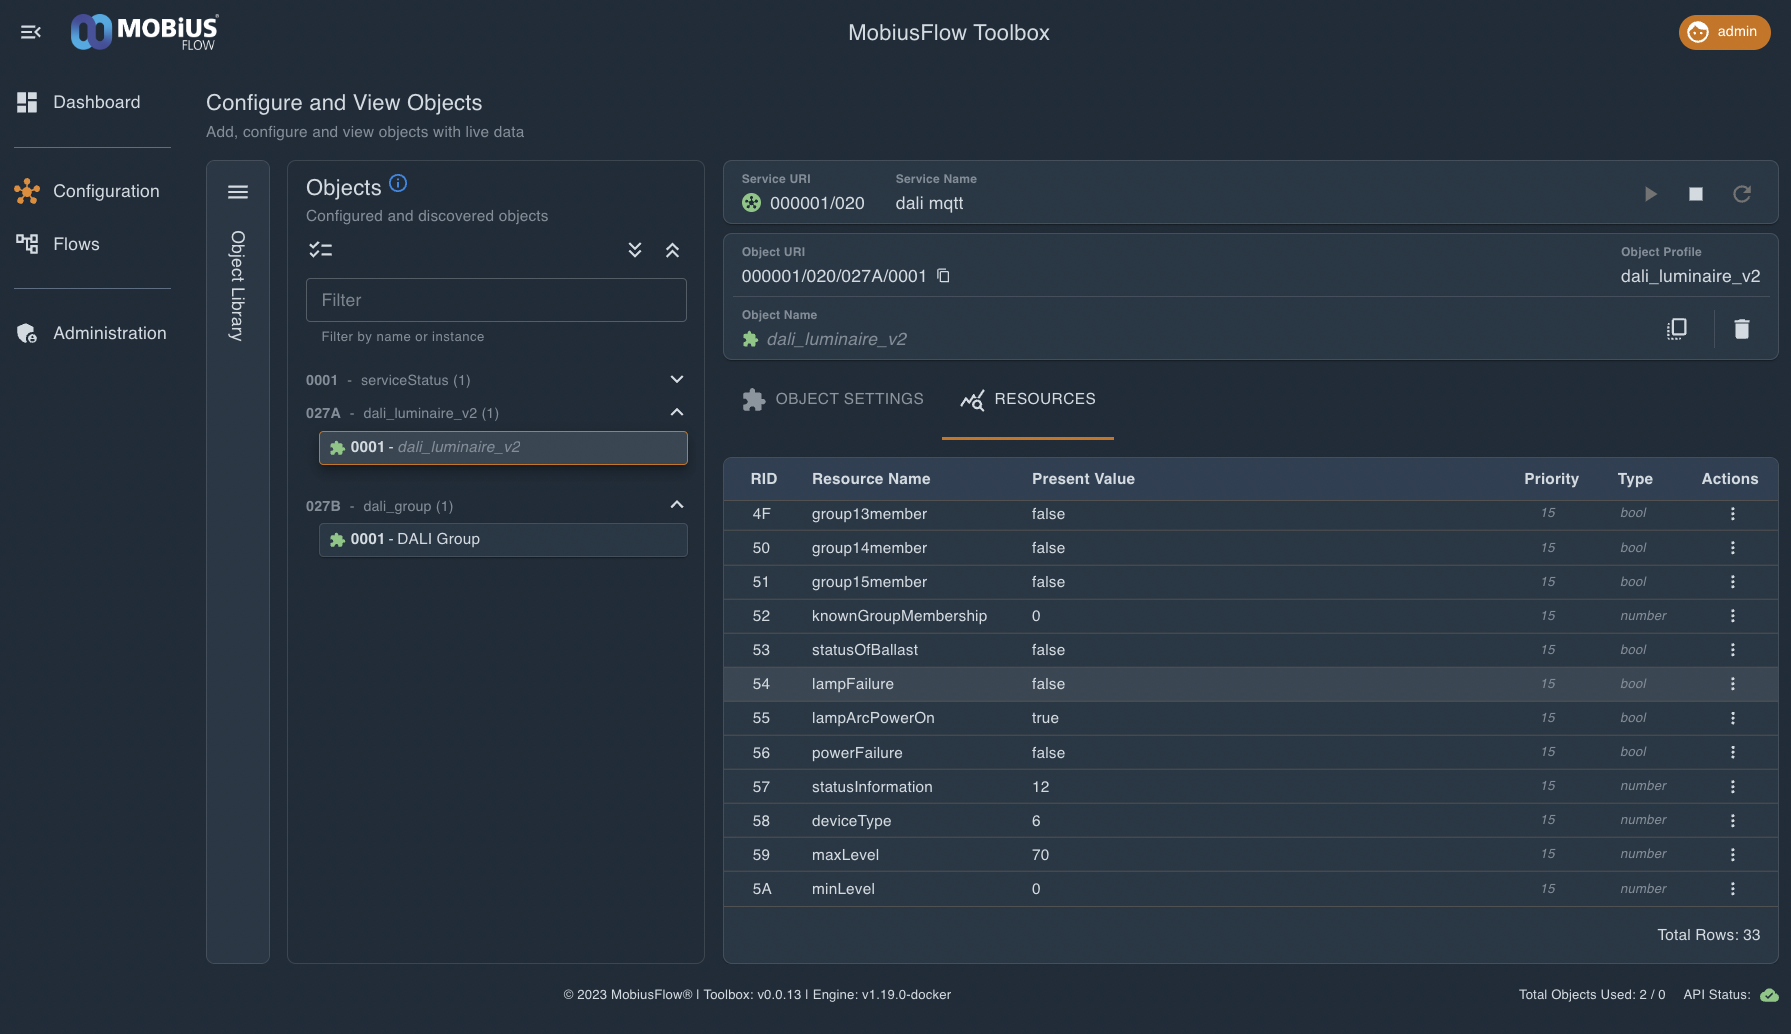 MOBiUS®
FLOW
MobiusFlow Toolbox
admin
Dashboard
Configuration
Flows
Administration
Configure and View Objects
Add, configure and view objects with live data
Object Library
Objects
Configured and discovered objects
Filter
Filter by name or instance
0001 - serviceStatus (1)
027A - dali_luminaire_v2 (1)
0001 - dali_luminaire_v2
027B - dali_group (1)
0001 - DALI Group
Service URI Service Name
000001/020 dali mqtt
Object URI Object Profile
000001/020/027A/0001 dali_luminaire_v2
Object Name
dali_luminaire_v2
OBJECT SETTINGS RESOURCES
RID Resource Name Present Value Priority Type Actions
4F group13member false 15 bool
50 group14member false 15 bool
51 group15member false 15 bool
52 knownGroupMembership 0 15 number
53 statusOfBallast false 15 bool
54 lampFailure false 15 bool
55 lampArcPowerOn true 15 bool
56 powerFailure false 15 bool
57 statusInformation 12 15 number
58 deviceType 6 15 number
59 maxLevel 70 15 number
5A minLevel 0 15 number
Total Rows: 33
© 2023 MobiusFlow® | Toolbox: v0.0.13 | Engine: v1.19.0-docker
Total Objects Used: 2 / 0 API Status: